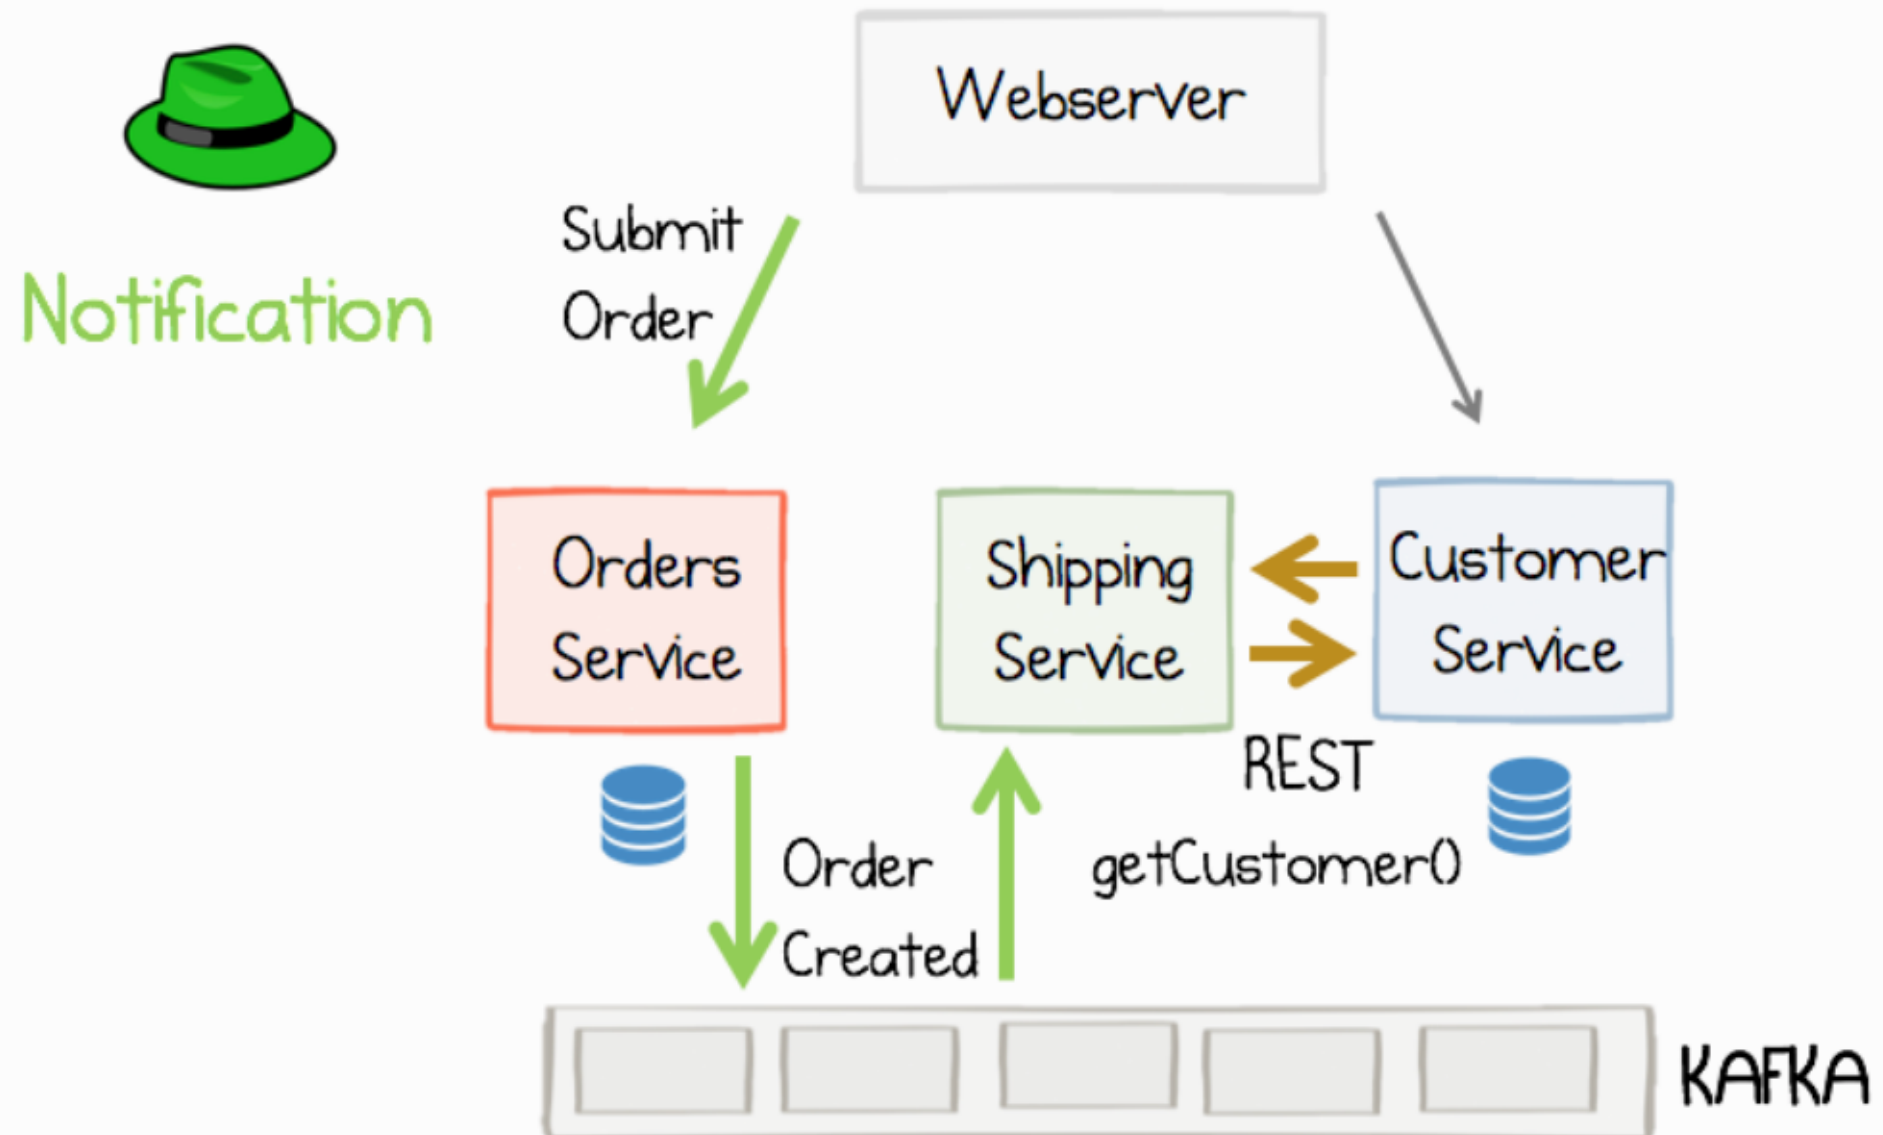 Webserver
Submit
Order
Notification
Orders
Service
Shipping
Service
Customer
Service
REST
getCustomer()
Order
Created
KAFKA